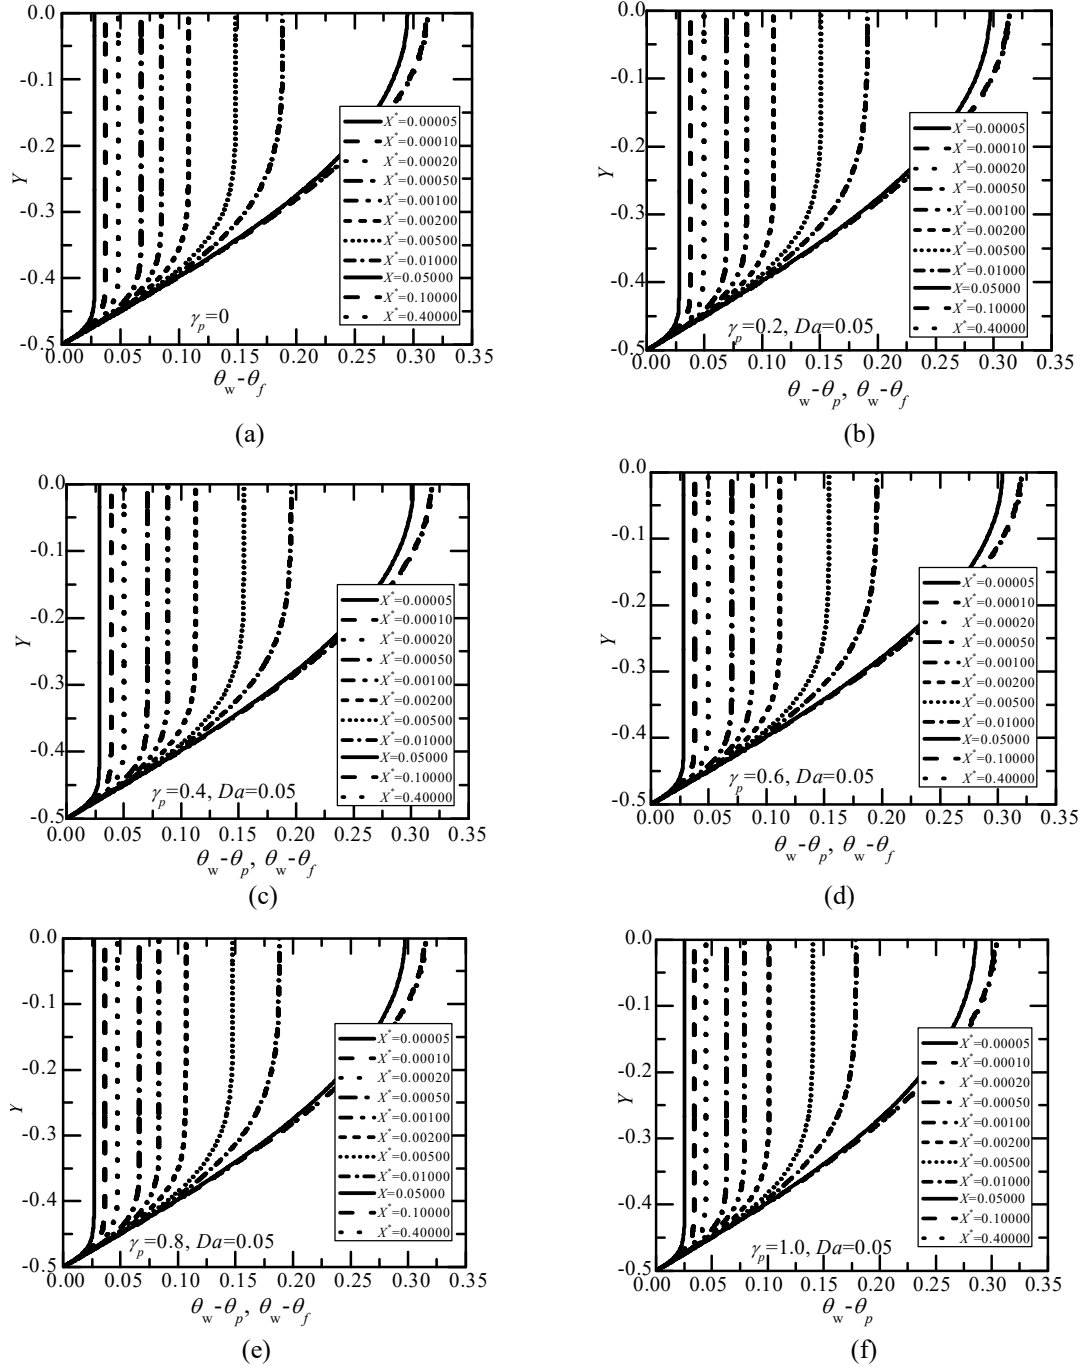 0.0
-0.1
-0.2
-0.3
-0.4
-0.5
Y
0.00 0.05 0.10 0.15 0.20 0.25 0.30 0.35
θw-θf
γp=0
X*=0.00005
X*=0.00010
X*=0.00020
X*=0.00050
X*=0.00100
X*=0.00200
X*=0.00500
X*=0.01000
X=0.05000
X*=0.10000
X*=0.40000
(a)
0.0
-0.1
-0.2
-0.3
-0.4
-0.5
Y
0.00 0.05 0.10 0.15 0.20 0.25 0.30 0.35
θw-θp, θw-θf
γp=0.2, Da=0.05
X*=0.00005
X*=0.00010
X*=0.00020
X*=0.00050
X*=0.00100
X*=0.00200
X*=0.00500
X*=0.01000
X=0.05000
X*=0.10000
X*=0.40000
(b)
0.0
-0.1
-0.2
-0.3
-0.4
-0.5
Y
0.00 0.05 0.10 0.15 0.20 0.25 0.30 0.35
θw-θp, θw-θf
γp=0.4, Da=0.05
X*=0.00005
X*=0.00010
X*=0.00020
X*=0.00050
X*=0.00100
X*=0.00200
X*=0.00500
X*=0.01000
X=0.05000
X*=0.10000
X*=0.40000
(c)
0.0
-0.1
-0.2
-0.3
-0.4
-0.5
Y
0.00 0.05 0.10 0.15 0.20 0.25 0.30 0.35
θw-θp, θw-θf
γp=0.6, Da=0.05
X*=0.00005
X*=0.00010
X*=0.00020
X*=0.00050
X*=0.00100
X*=0.00200
X*=0.00500
X*=0.01000
X=0.05000
X*=0.10000
X*=0.40000
(d)
0.0
-0.1
-0.2
-0.3
-0.4
-0.5
Y
0.00 0.05 0.10 0.15 0.20 0.25 0.30 0.35
θw-θp, θw-θf
γp=0.8, Da=0.05
X*=0.00005
X*=0.00010
X*=0.00020
X*=0.00050
X*=0.00100
X*=0.00200
X*=0.00500
X*=0.01000
X=0.05000
X*=0.10000
X*=0.40000
(e)
0.0
-0.1
-0.2
-0.3
-0.4
-0.5
Y
0.00 0.05 0.10 0.15 0.20 0.25 0.30 0.35
θw-θp
γp=1.0, Da=0.05
X*=0.00005
X*=0.00010
X*=0.00020
X*=0.00050
X*=0.00100
X*=0.00200
X*=0.00500
X*=0.01000
X=0.05000
X*=0.10000
X*=0.40000
(f)